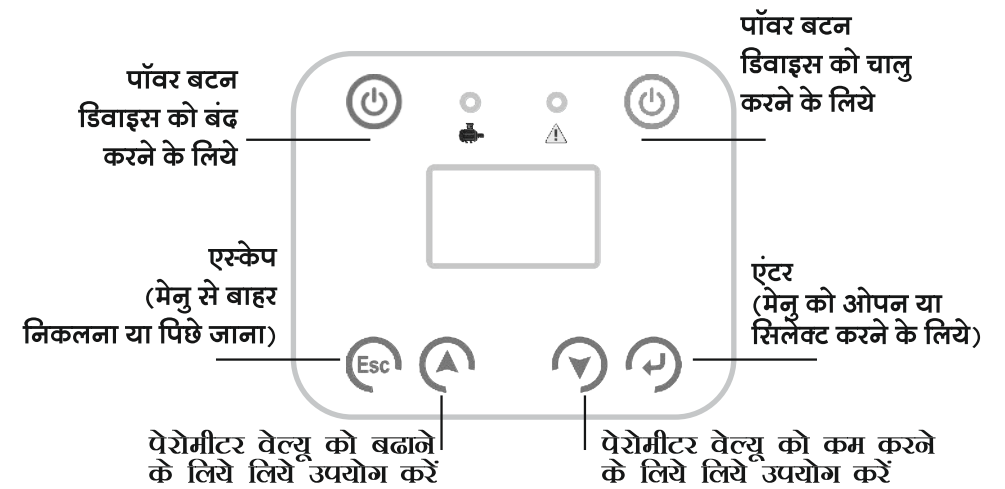 पॉवर बटन
डिवाइस को बंद
करने के लिये
पॉवर बटन
डिवाइस को चालु
करने के लिये
एस्केप
(मेनु से बाहर
निकलना या पिछे जाना)
एंटर
(मेनु को ओपन या
सिलेक्ट करने के लिये)
Esc
पेरोमीटर वेल्यू को बढाने
के लिये लिये उपयोग करें
पेरोमीटर वेल्यू को कम करने
के लिये लिये उपयोग करें